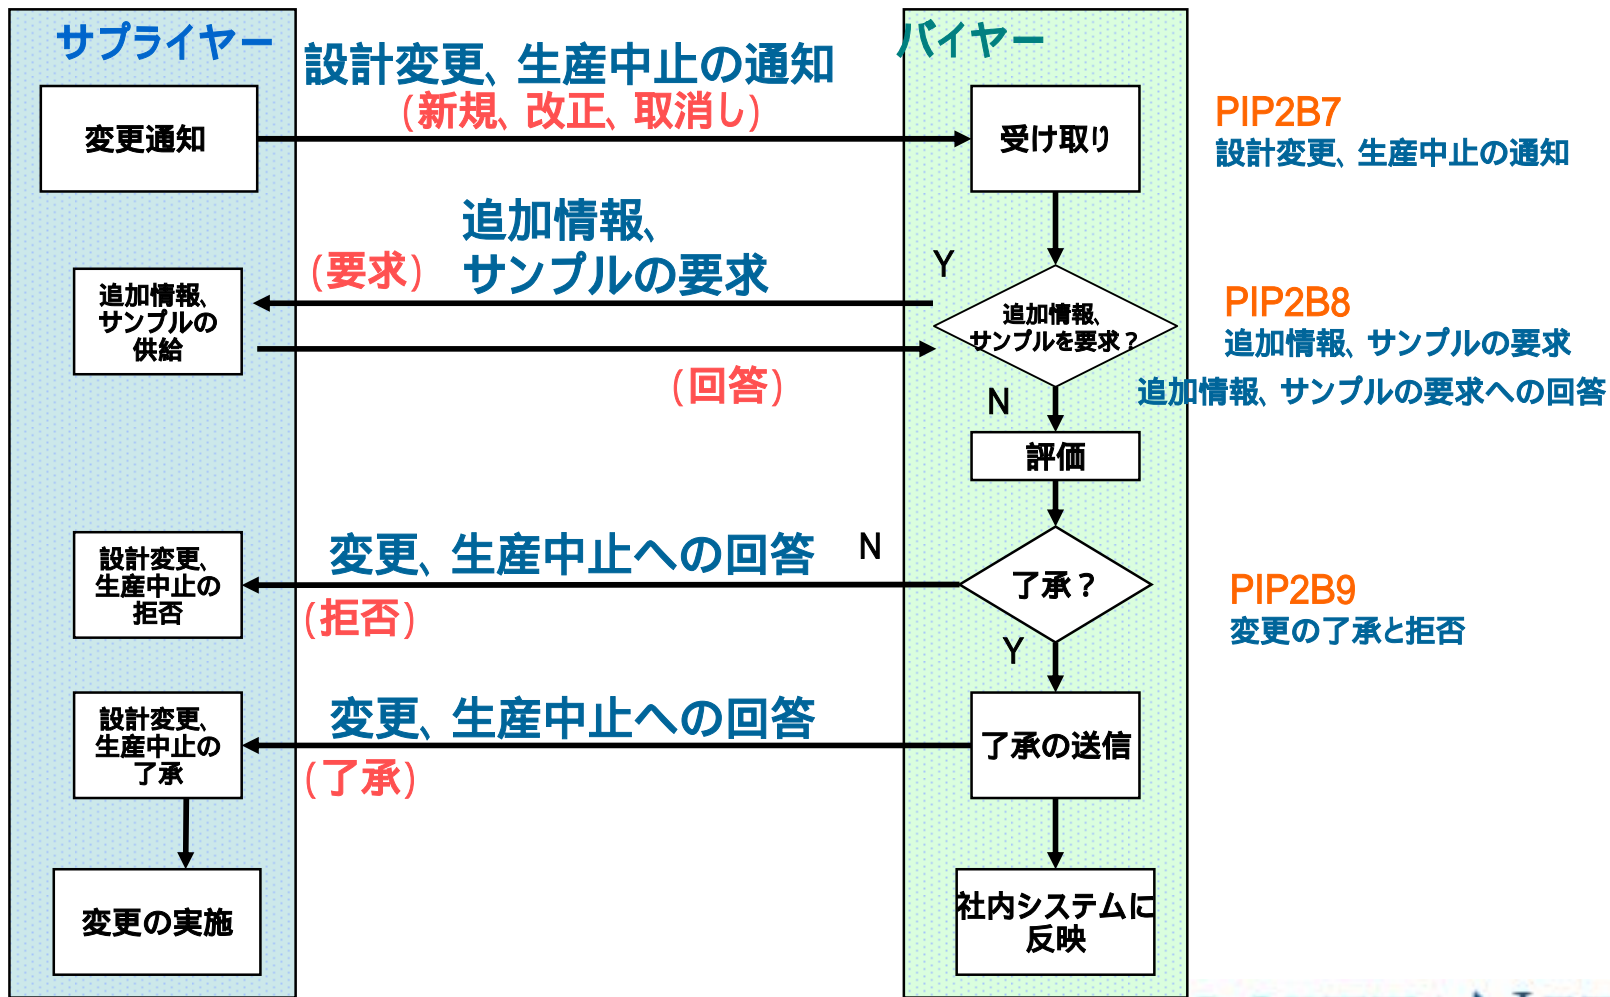 サプライヤー
バイヤー
設計変更、生産中止の通知
(新規、改正、取消し)
変更通知
受け取り
PIP2B7
設計変更、生産中止の通知
追加情報、
サンプルの要求
(要求)
Y
追加情報、
サンプルの
供給
追加情報、
サンプルを要求?
PIP2B8
追加情報、サンプルの要求
追加情報、サンプルの要求への回答
(回答)
N
評価
変更、生産中止への回答
N
設計変更、
生産中止の
拒否
(拒否)
了承?
PIP2B9
変更の了承と拒否
Y
変更、生産中止への回答
設計変更、
生産中止の
了承
(了承)
了承の送信
変更の実施
社内システムに
反映